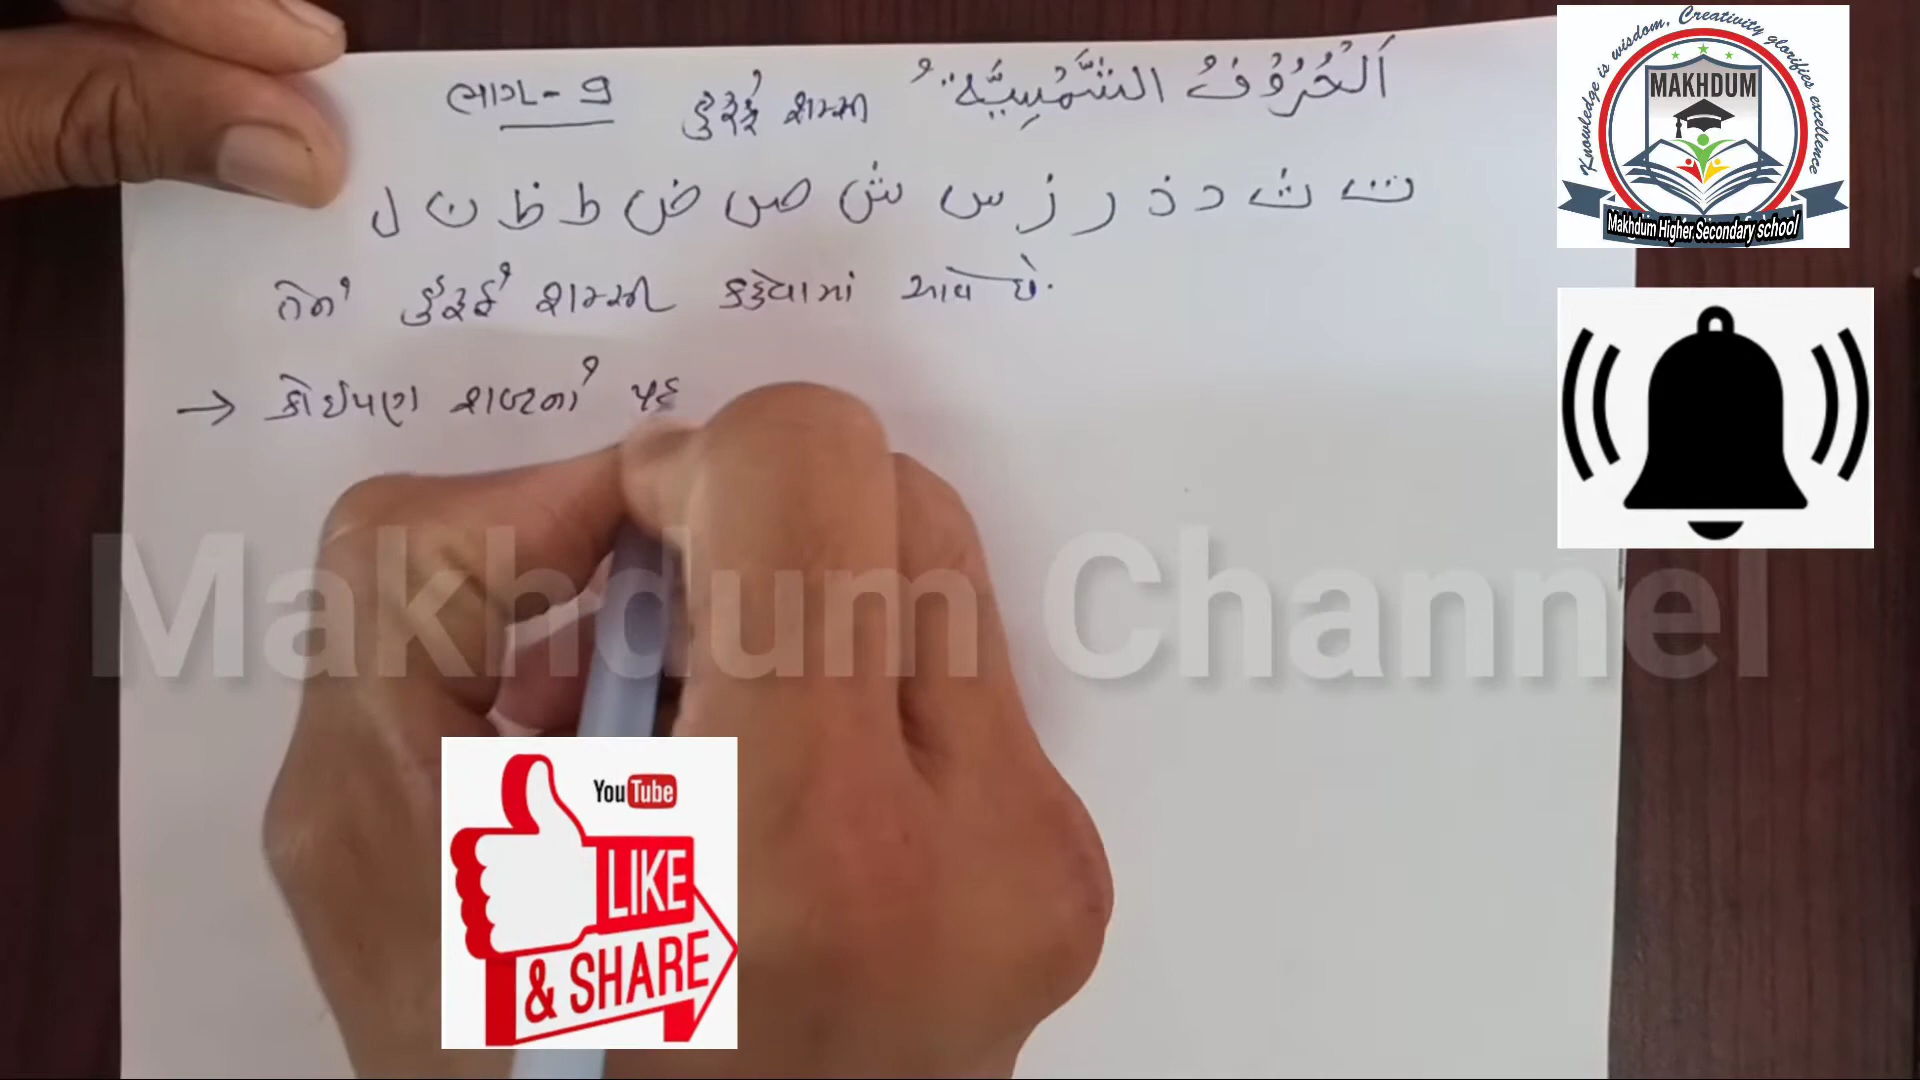 ભાગ - ૭ હુરૂફે શમ્સી اَلْحُرُوْفُ الشَّمْسِيَّةُ
ت ث د ذ ر ز س ش ص ض ط ظ ن ل
તેને હુરૂફે શમ્સી કહેવામાં આવે છે.
→ કોઈપણ શબ્દનો પહ
Knowledge is wisdom, Creativity glorifies excellence
MAKHDUM
Makhdum Higher Secondary school
Makhdum Channel
YouTube
LIKE
& SHARE